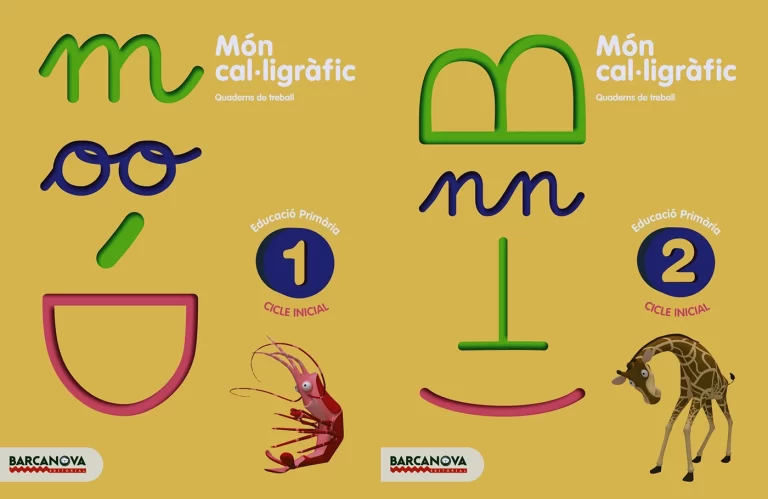 m
oo
Món
cal·ligràfic
Quaderns de treball
Educació Primària
1
CICLE INICIAL
BARCANOVA
EDITORIAL
B
nn
Món
cal·ligràfic
Quaderns de treball
Educació Primària
2
CICLE INICIAL
BARCANOVA
EDITORIAL